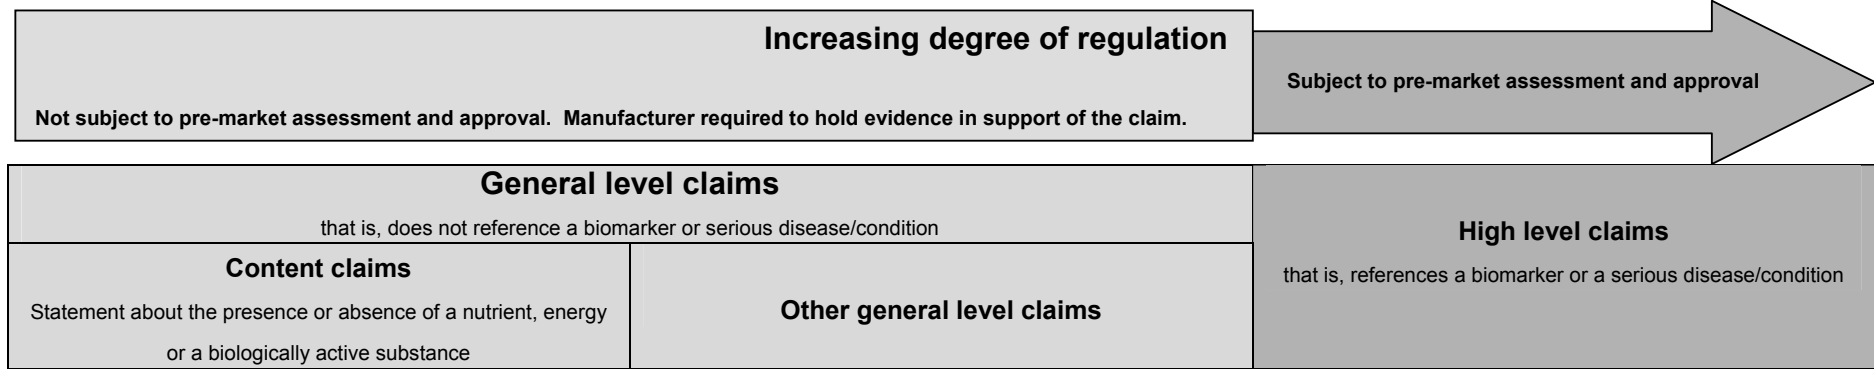 Increasing degree of regulation
Not subject to pre-market assessment and approval.  Manufacturer required to hold evidence in support of the claim.
Subject to pre-market assessment and approval
General level claims
that is, does not reference a biomarker or serious disease/condition
Content claims
Statement about the presence or absence of a nutrient, energy
or a biologically active substance
Other general level claims
High level claims
that is, references a biomarker or a serious disease/condition